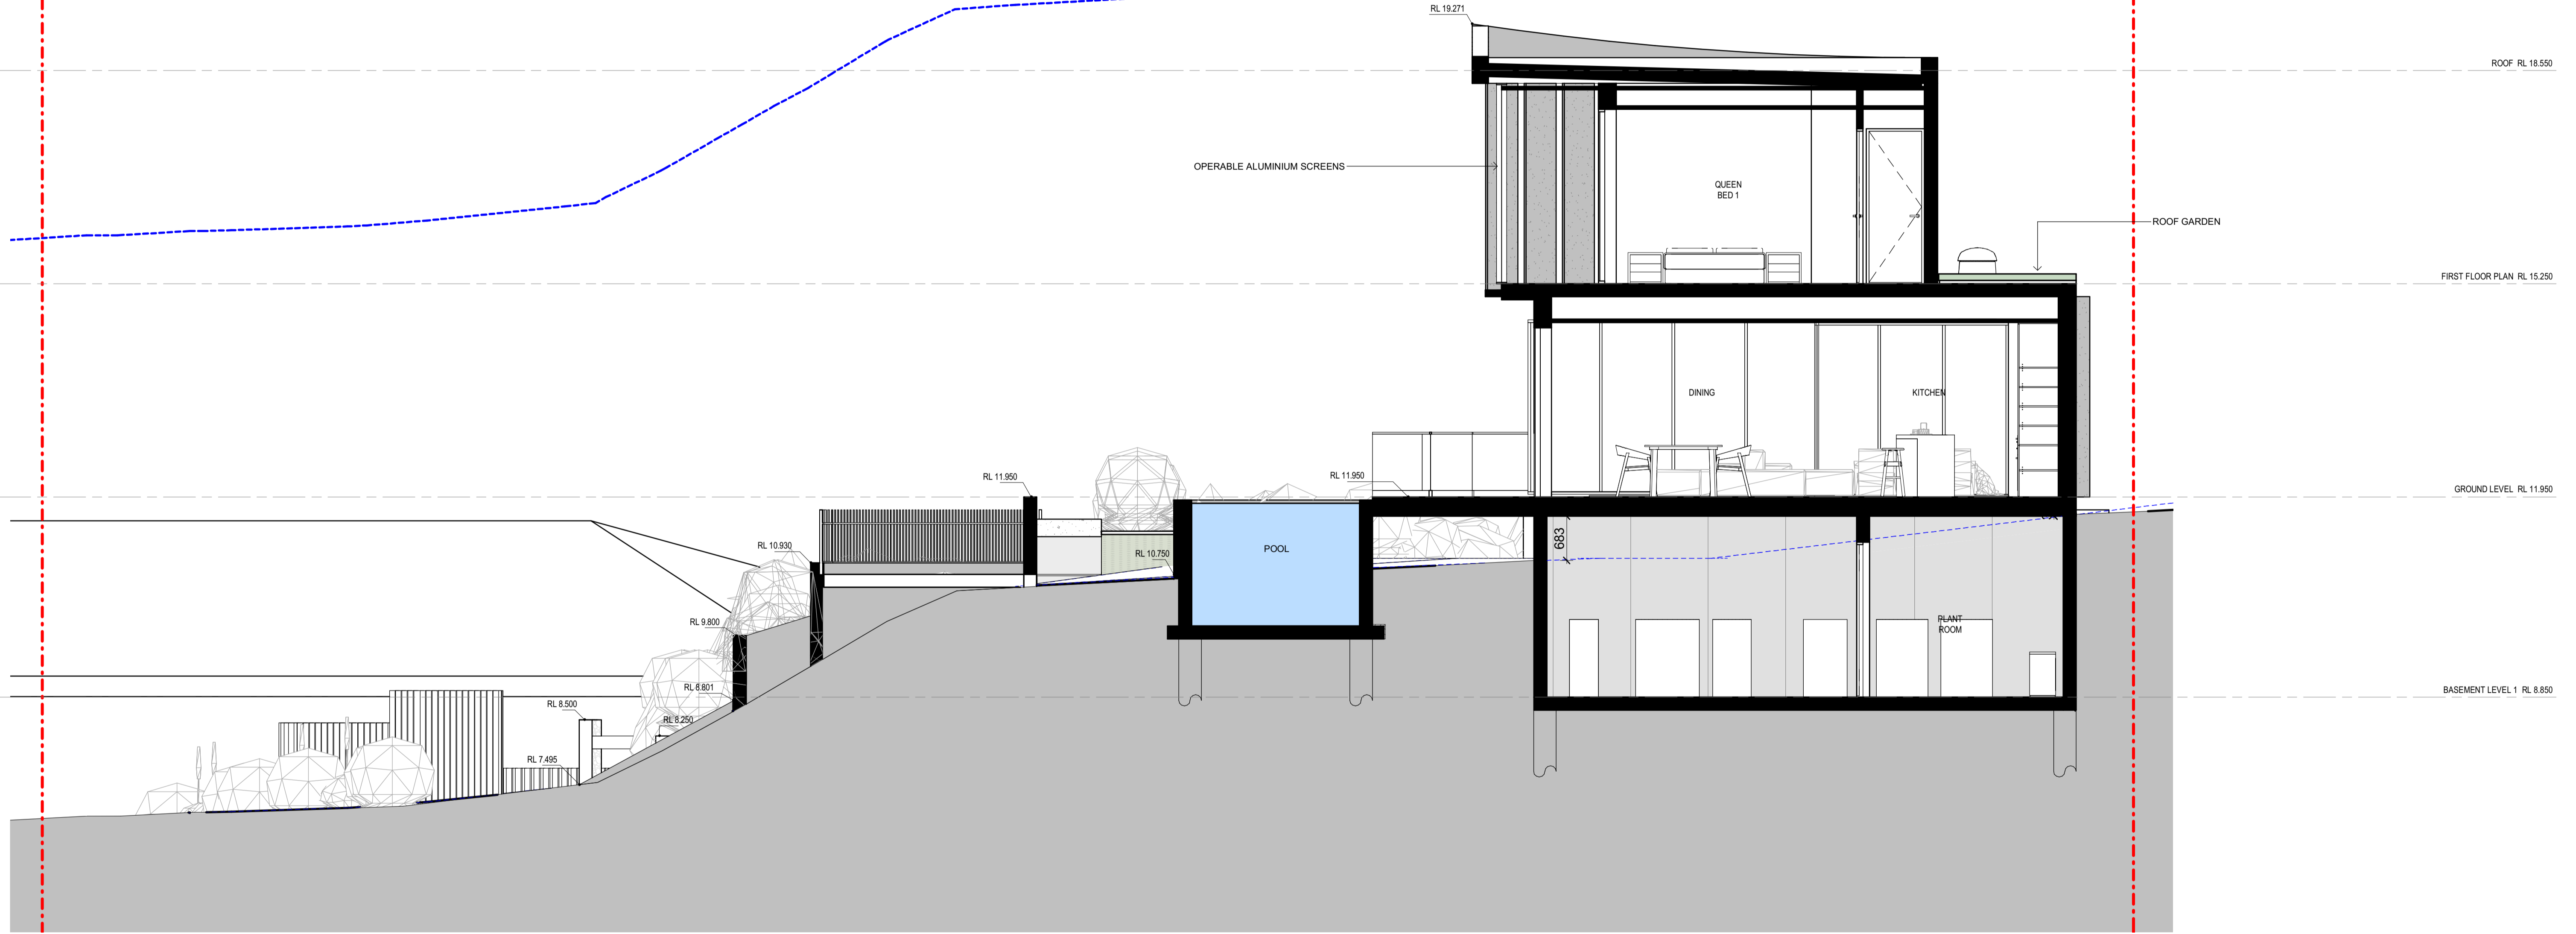 RL 19.271
ROOF RL 18.550
OPERABLE ALUMINIUM SCREENS
QUEEN
BED 1
ROOF GARDEN
FIRST FLOOR PLAN RL 15.250
DINING
KITCHEN
RL 11.950
RL 11.950
GROUND LEVEL RL 11.950
RL 10.930
RL 10.750
POOL
683
RL 9.800
PLANT
ROOM
RL 8.801
BASEMENT LEVEL 1 RL 8.850
RL 8.500
RL 8.250
RL 7.495